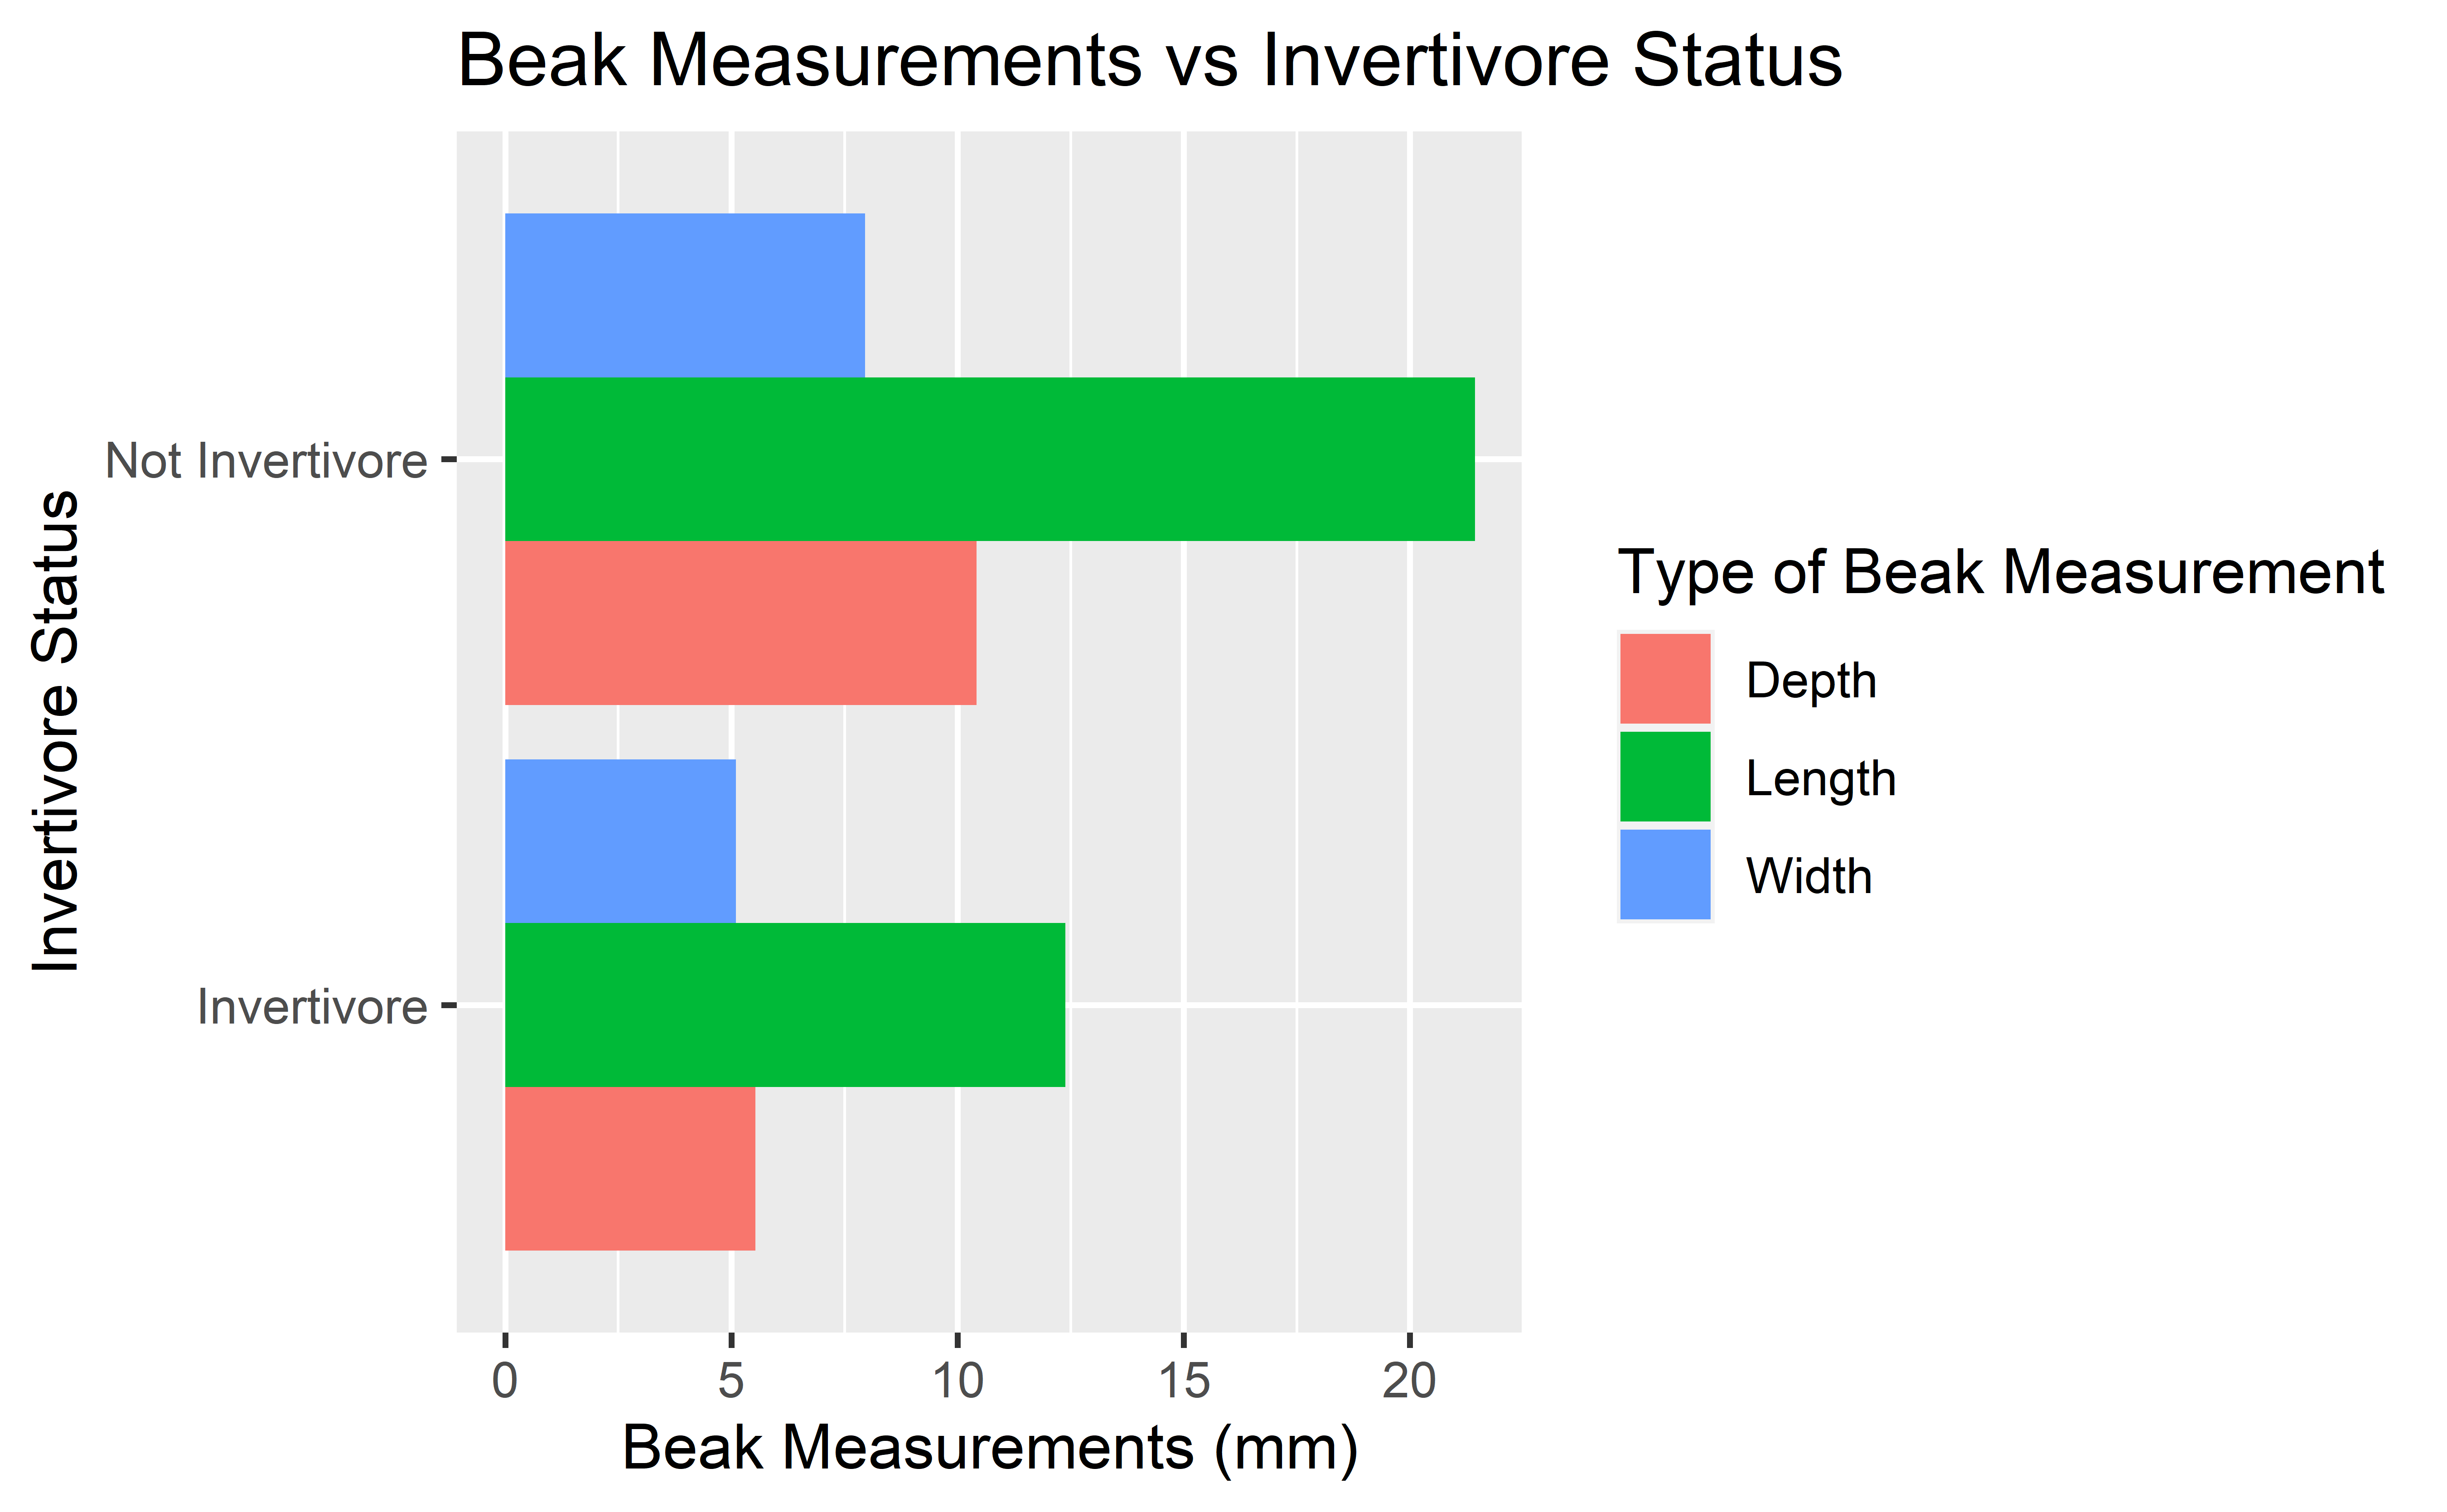 Beak Measurements vs Invertivore Status
Invertivore Status
Not Invertivore
Invertivore
0 5 10 15 20
Beak Measurements (mm)
Type of Beak Measurement
Depth
Length
Width